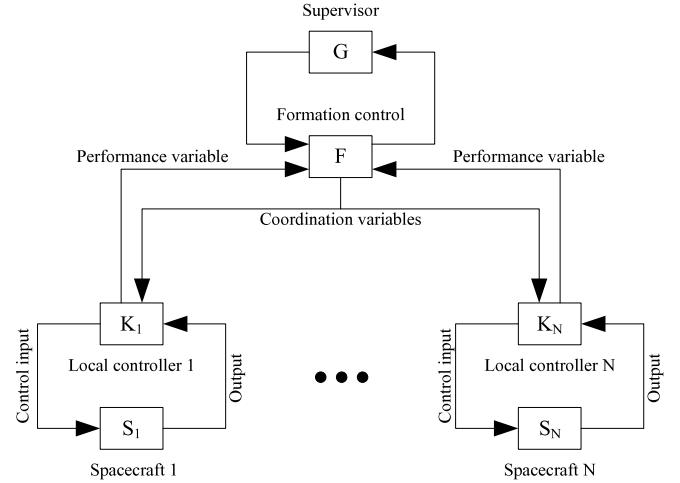 Supervisor
G
Formation control
F
Performance variable
Performance variable
Coordination variables
K1
KN
Control input
Local controller 1
Output
Control input
Local controller N
Output
S1
SN
Spacecraft 1
Spacecraft N